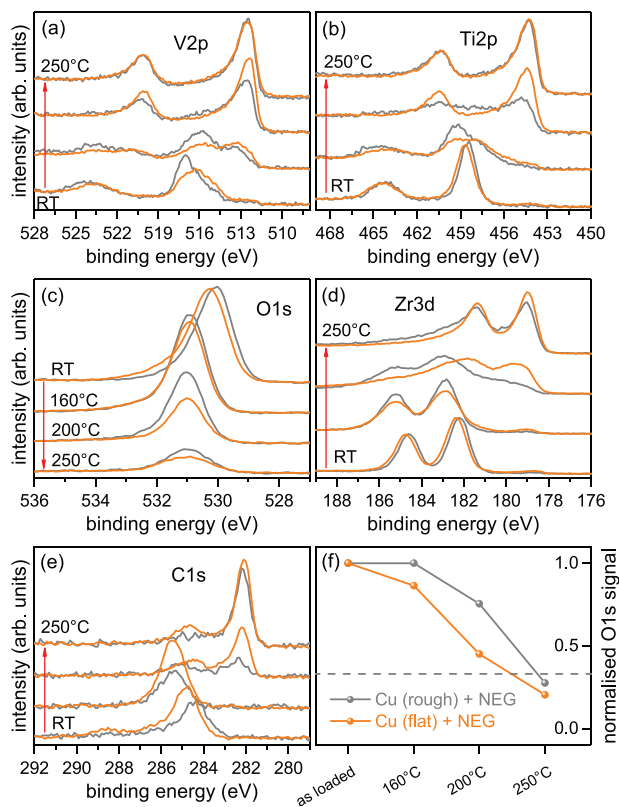 (a)
V2p
250°C
RT
intensity (arb. units)
528 525 522 519 516 513 510
binding energy (eV)
(b)
Ti2p
250°C
RT
468 465 462 459 456 453 450
binding energy (eV)
(c)
O1s
RT
160°C
200°C
250°C
intensity (arb. units)
536 534 532 530 528
binding energy (eV)
(d)
Zr3d
250°C
RT
188 186 184 182 180 178 176
binding energy (eV)
(e)
C1s
250°C
RT
intensity (arb. units)
292 290 288 286 284 282 280
binding energy (eV)
(f)
1.0
0.5
0.0
normalised O1s signal
Cu (rough) + NEG
Cu (flat) + NEG
as loaded
160°C
200°C
250°C